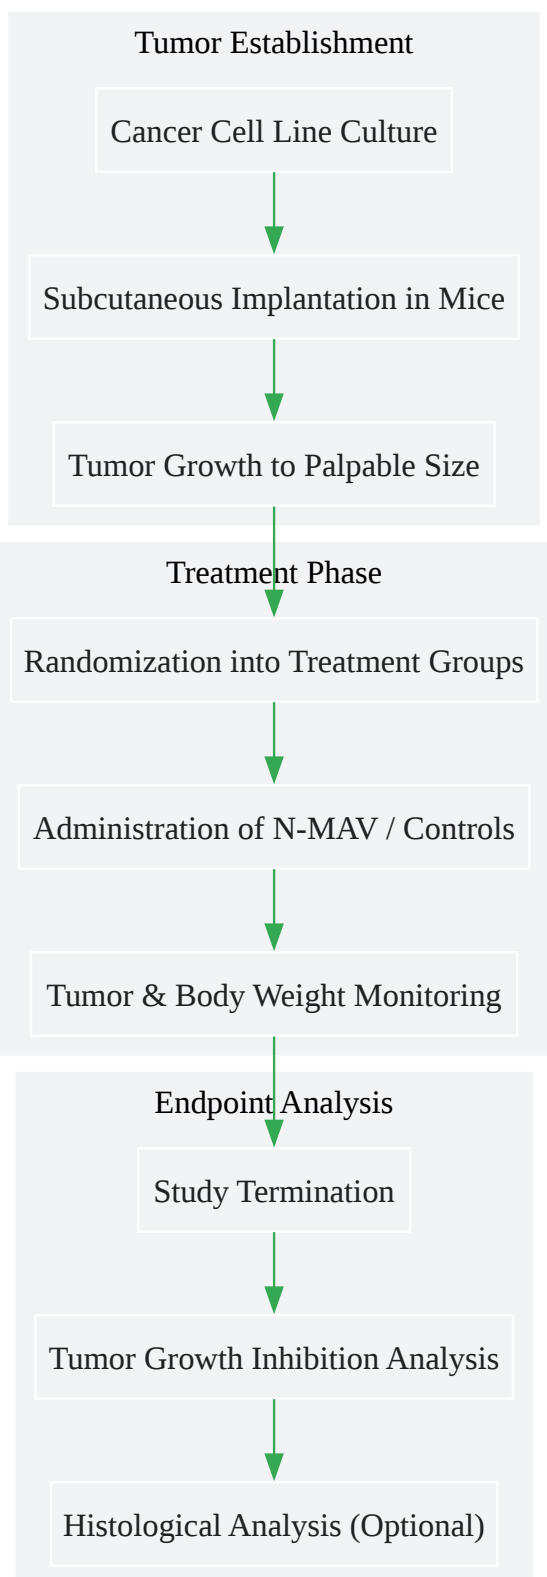 Tumor Establishment
Cancer Cell Line Culture
Subcutaneous Implantation in Mice
Tumor Growth to Palpable Size
Treatment Phase
Randomization into Treatment Groups
Administration of N-MAV / Controls
Tumor & Body Weight Monitoring
Endpoint Analysis
Study Termination
Tumor Growth Inhibition Analysis
Histological Analysis (Optional)